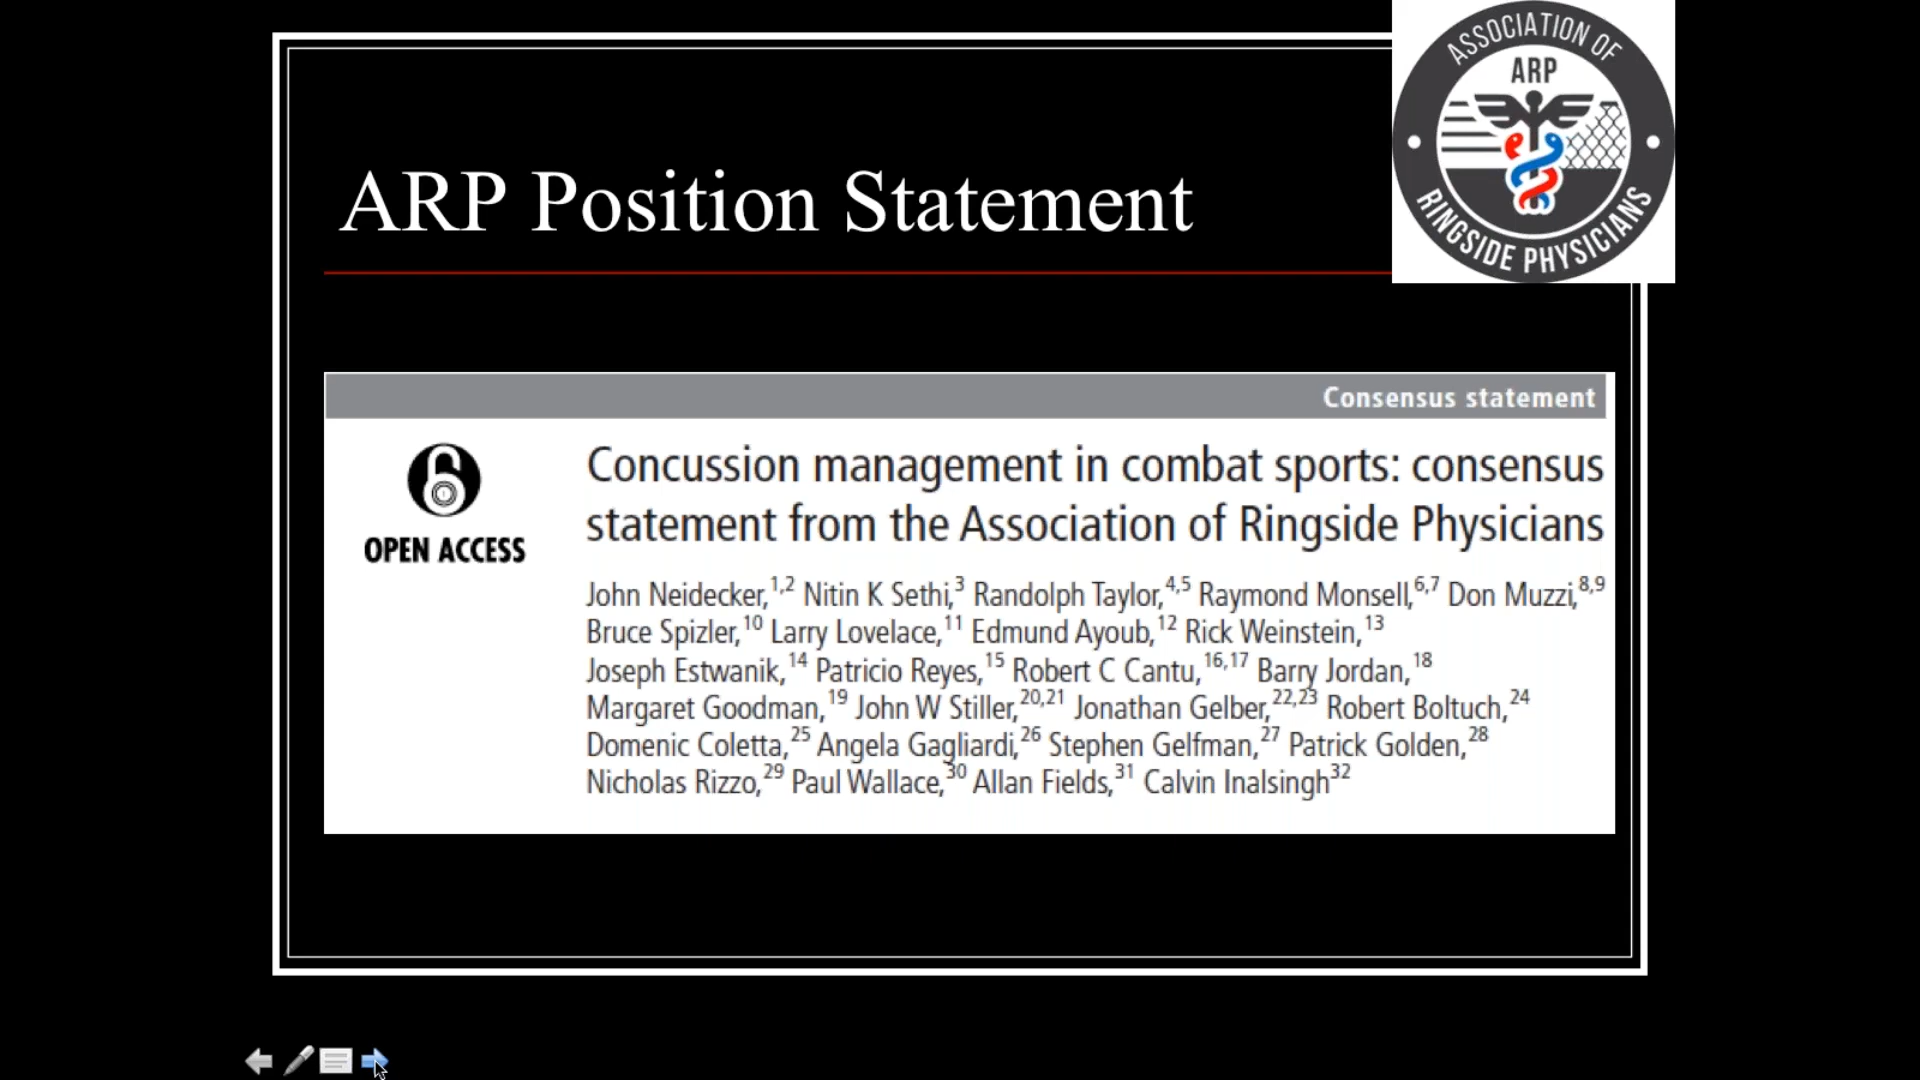 ASSOCIATION OF
ARP
RINGSIDE PHYSICIANS
ARP Position Statement
Consensus statement
OPEN ACCESS
Concussion management in combat sports: consensus
statement from the Association of Ringside Physicians
John Neidecker,1,2 Nitin K Sethi,3 Randolph Taylor,4,5 Raymond Monsell,6,7 Don Muzzi,8,9
Bruce Spizler,10 Larry Lovelace,11 Edmund Ayoub,12 Rick Weinstein,13
Joseph Estwanik,14 Patricio Reyes,15 Robert C Cantu,16,17 Barry Jordan,18
Margaret Goodman,19 John W Stiller,20,21 Jonathan Gelber,22,23 Robert Boltuch,24
Domenic Coletta,25 Angela Gagliardi,26 Stephen Gelfman,27 Patrick Golden,28
Nicholas Rizzo,29 Paul Wallace,30 Allan Fields,31 Calvin Inalsingh32